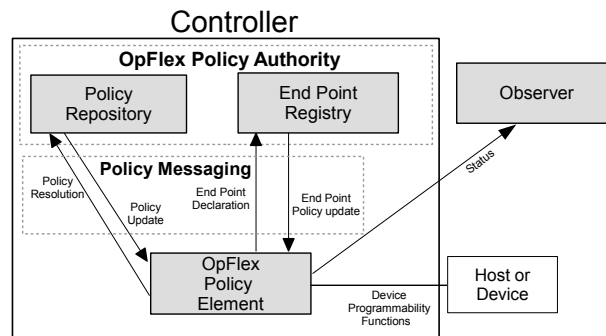 Controller
OpFlex Policy Authority
Policy
Repository
End Point
Registry
Observer
Policy Messaging
Policy
Resolution
Policy
Update
End Point
Declaration
End Point
Policy update
Status
OpFlex
Policy
Element
Device
Programmability
Functions
Host or
Device